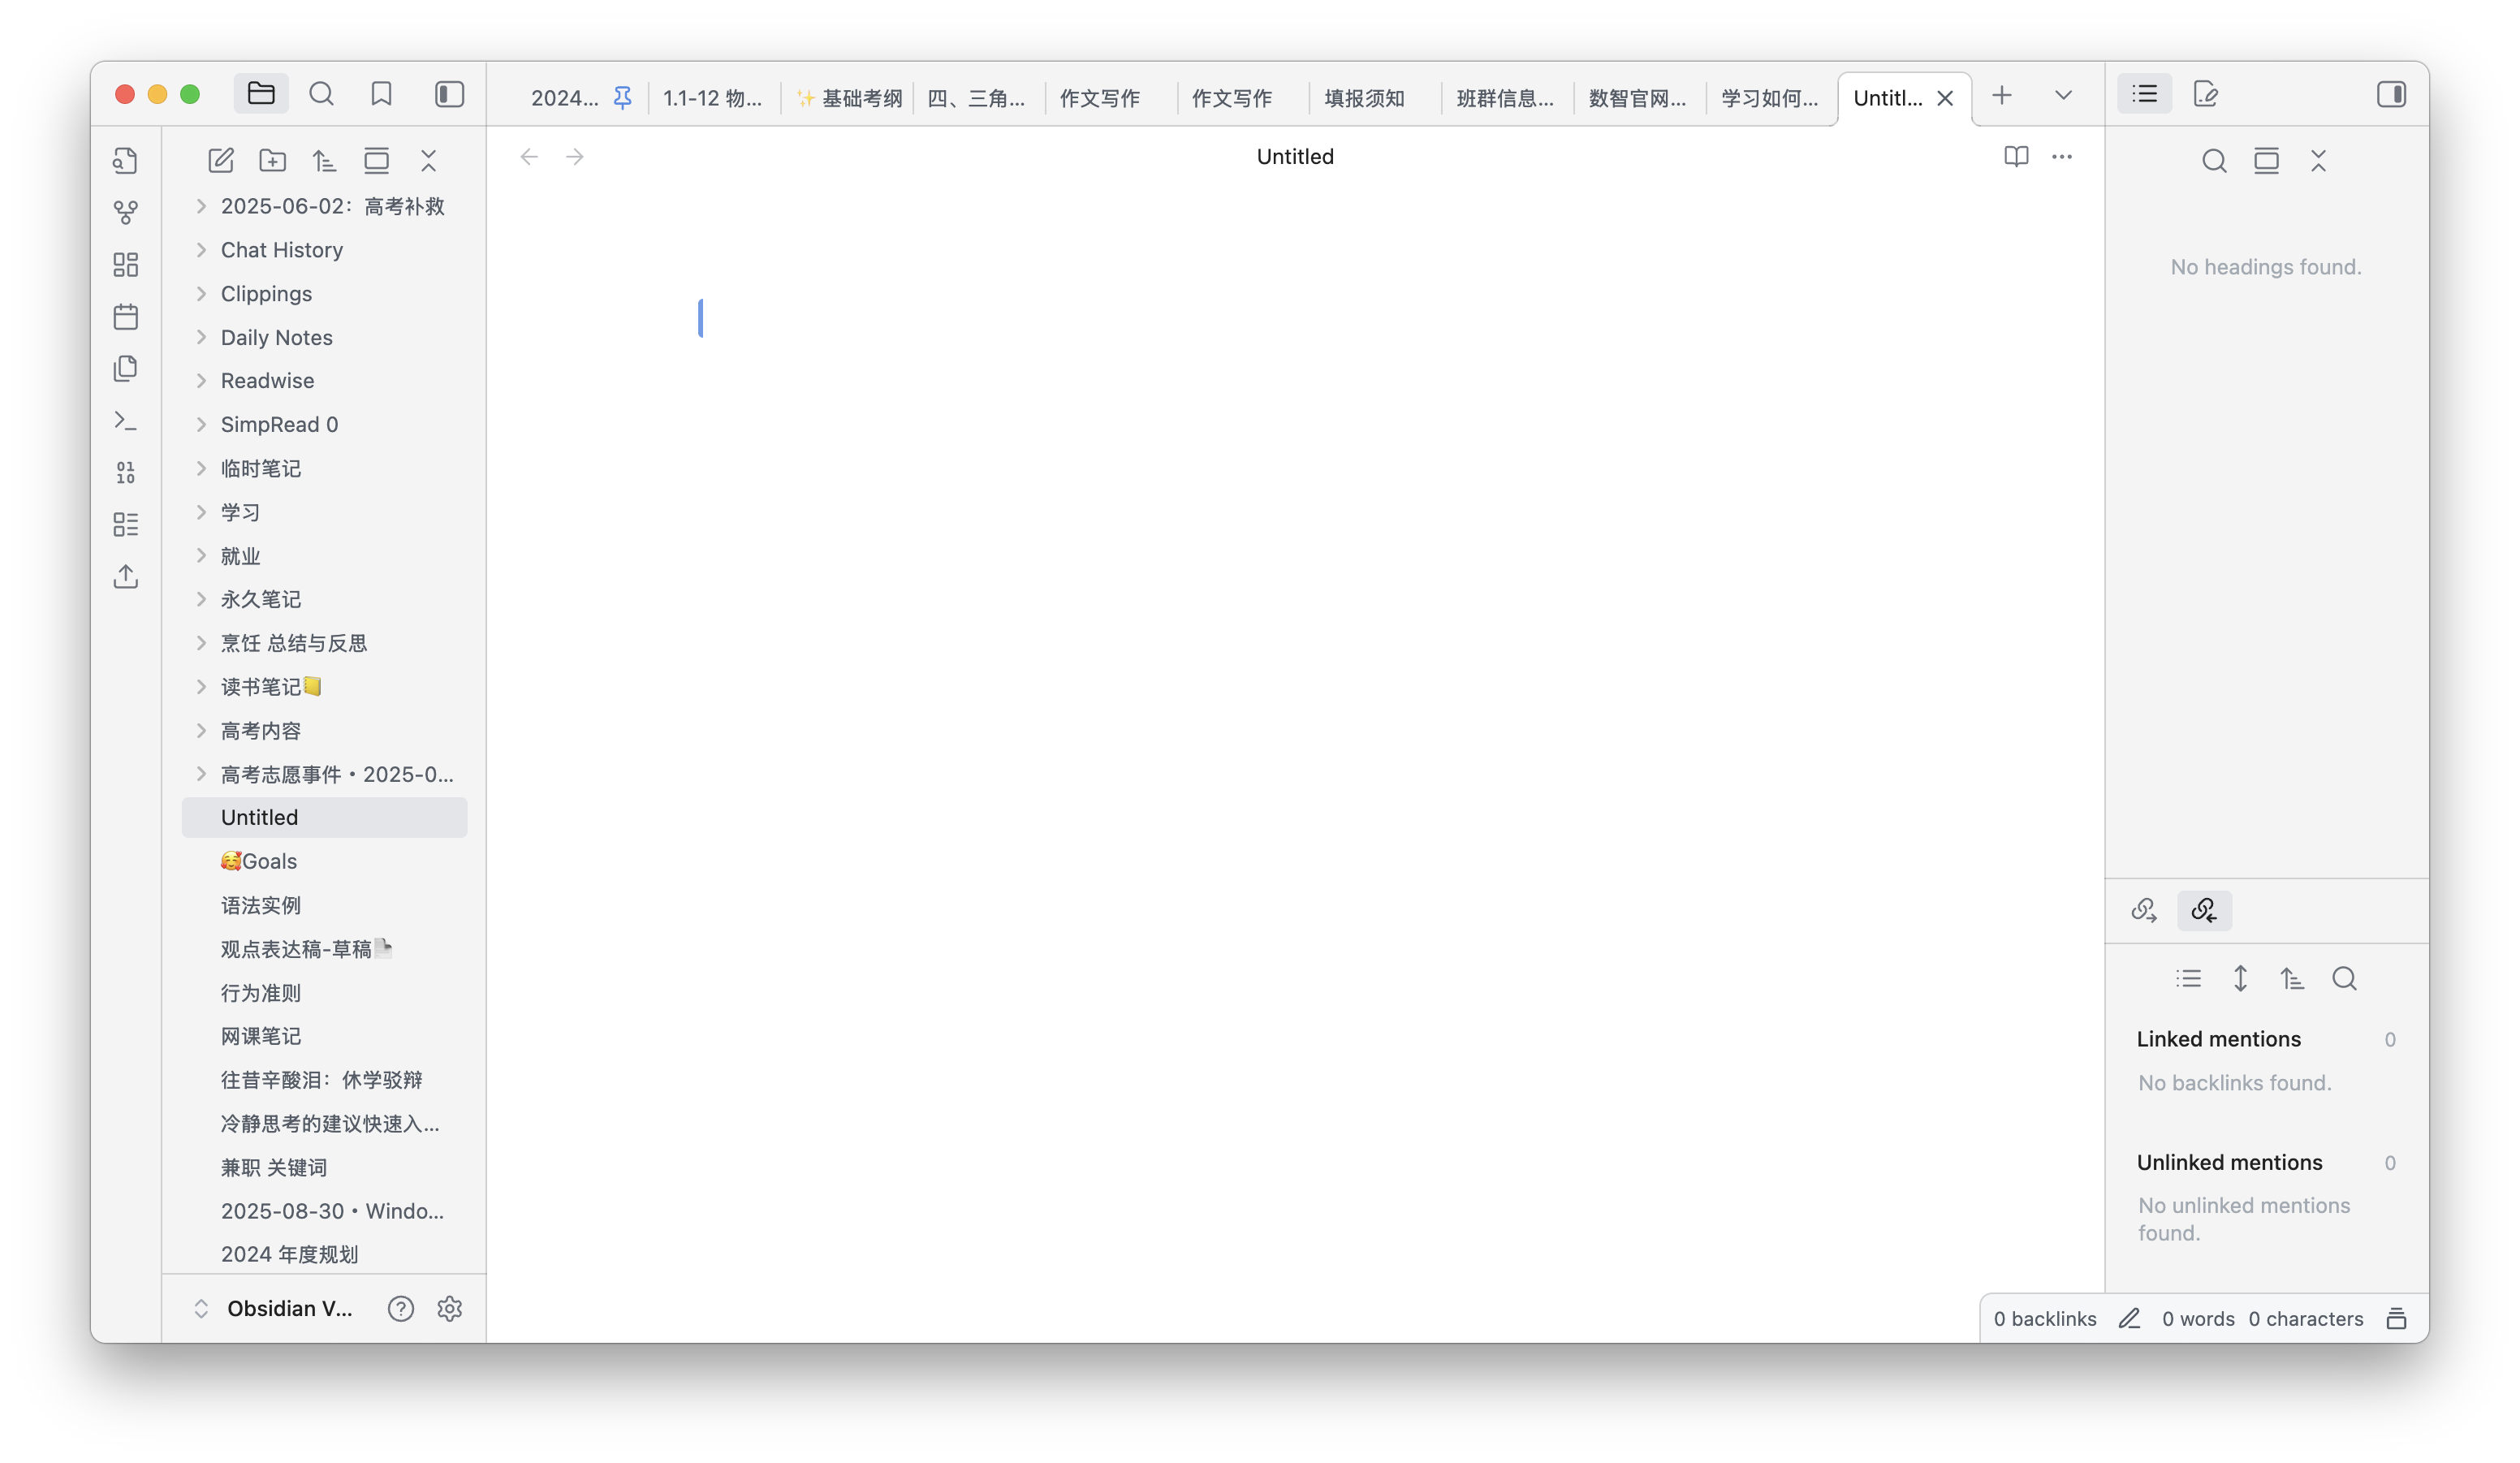 2024...
1.1-12 物...
✨ 基础考纲
四、三角...
作文写作
作文写作
填报须知
班群信息...
数智官网...
学习如何...
Untitl...
2025-06-02：高考补救
Chat History
Clippings
Daily Notes
Readwise
SimpRead 0
临时笔记
学习
就业
永久笔记
烹饪 总结与反思
读书笔记📒
高考内容
高考志愿事件・2025-0...
Untitled
🥰Goals
语法实例
观点表达稿-草稿📄
行为准则
网课笔记
往昔辛酸泪：休学驳辩
冷静思考的建议快速入...
兼职 关键词
2025-08-30・Windo...
2024 年度规划
Obsidian V...
Untitled
No headings found.
Linked mentions 0
No backlinks found.
Unlinked mentions 0
No unlinked mentions
found.
0 backlinks 0 words 0 characters